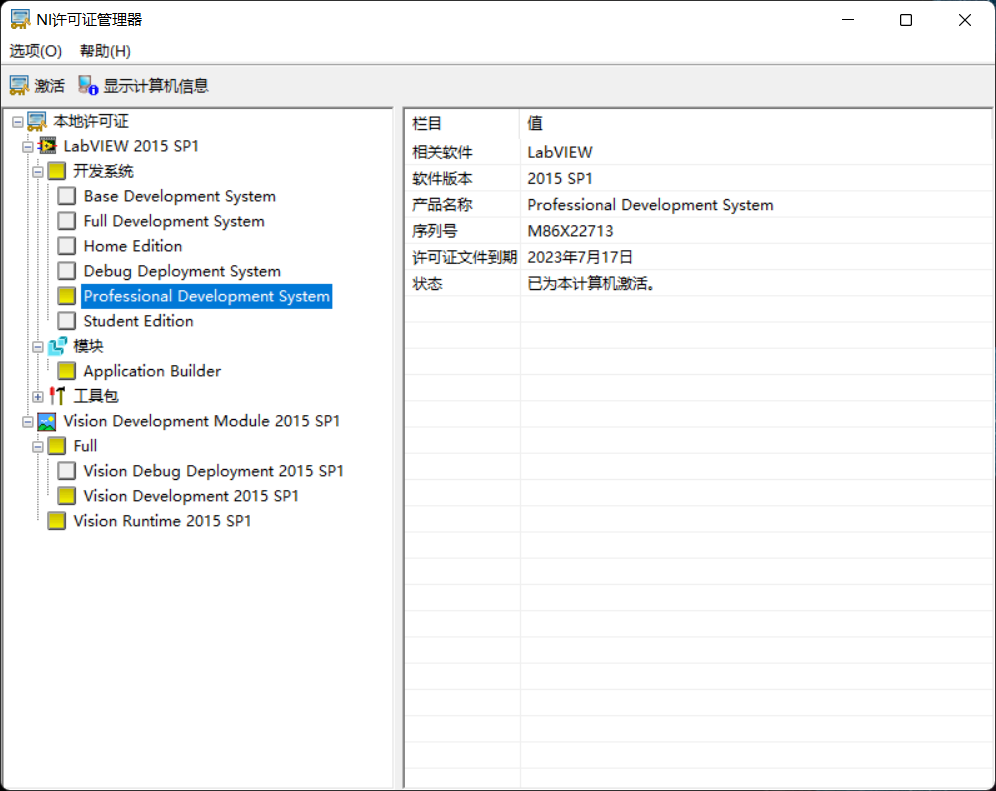 NI许可证管理器
选项(O) 帮助(H)
激活 显示计算机信息
本地许可证
LabVIEW 2015 SP1
开发系统
Base Development System
Full Development System
Home Edition
Debug Deployment System
Professional Development System
Student Edition
模块
Application Builder
工具包
Vision Development Module 2015 SP1
Full
Vision Debug Deployment 2015 SP1
Vision Development 2015 SP1
Vision Runtime 2015 SP1
栏目 值
相关软件 LabVIEW
软件版本 2015 SP1
产品名称 Professional Development System
序列号 M86X22713
许可证文件到期 2023年7月17日
状态 已为本计算机激活。